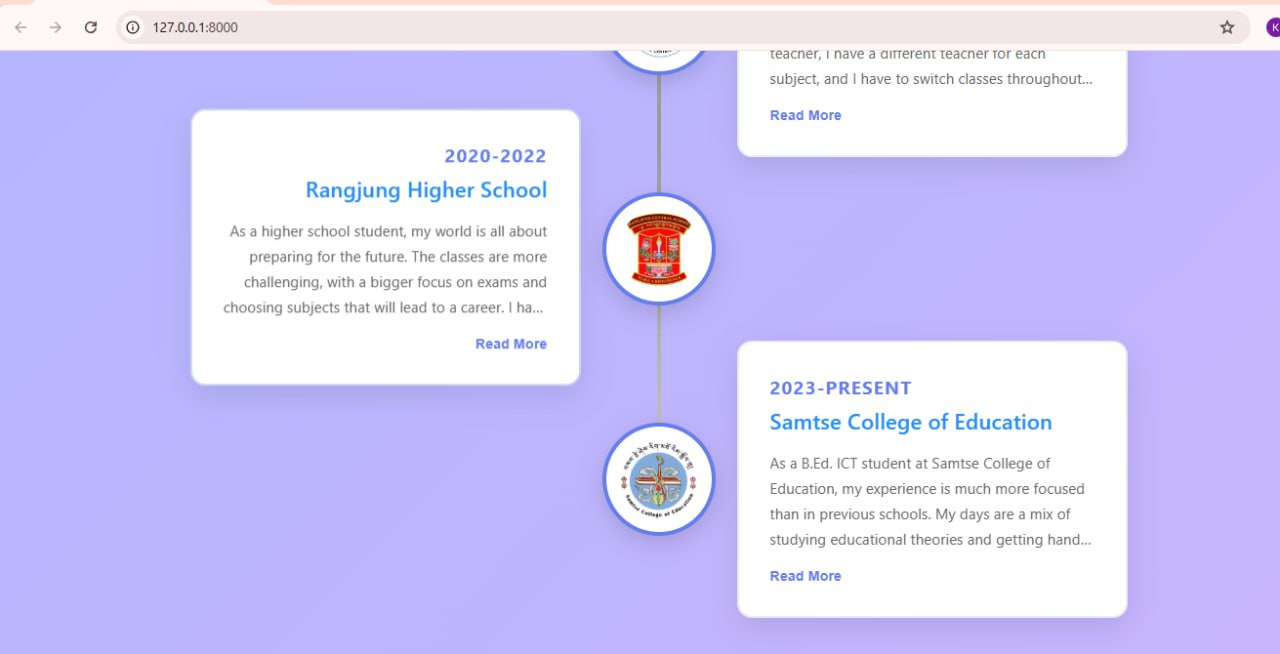 127.0.0.1:8000
K
teacher, I have a different teacher for each
subject, and I have to switch classes throughout...
Read More
2020-2022
Rangjung Higher School
As a higher school student, my world is all about
preparing for the future. The classes are more
challenging, with a bigger focus on exams and
choosing subjects that will lead to a career. I ha...
Read More
2023-PRESENT
Samtse College of Education
As a B.Ed. ICT student at Samtse College of
Education, my experience is much more focused
than in previous schools. My days are a mix of
studying educational theories and getting hand...
Read More
Samtse College of Education